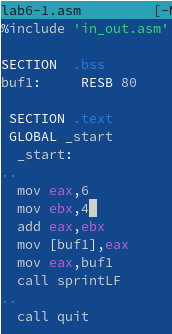 lab6-1.asm [-M
%include 'in_out.asm'
SECTION .bss
buf1: RESB 80
SECTION .text
GLOBAL _start
_start:
..
mov eax,6
mov ebx,4
add eax,ebx
mov [buf1],eax
mov eax,buf1
call sprintLF
..
call quit